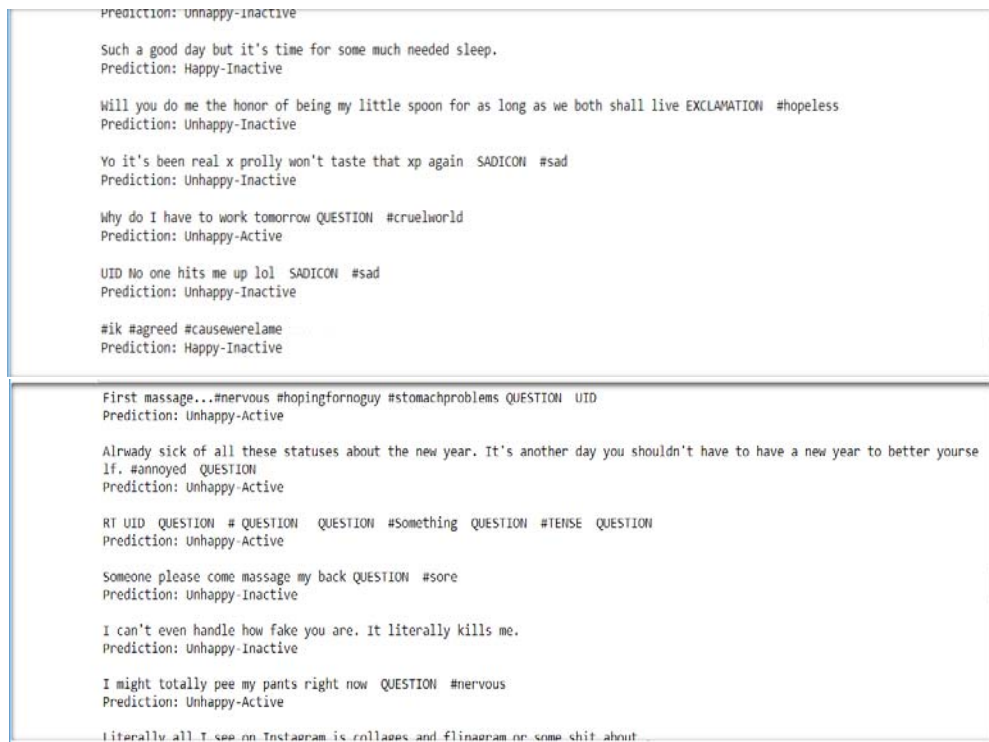 Prediction: Unhappy-Inactive
Such a good day but it's time for some much needed sleep.
Prediction: Happy-Inactive
Will you do me the honor of being my little spoon for as long as we both shall live EXCLAMATION #hopeless
Prediction: Unhappy-Inactive
Yo it's been real x prolly won't taste that xp again SADICON #sad
Prediction: Unhappy-Inactive
Why do I have to work tomorrow QUESTION #cruelworld
Prediction: Unhappy-Active
UID No one hits me up lol SADICON #sad
Prediction: Unhappy-Inactive
#ik #agreed #causewerelame
Prediction: Happy-Inactive
First massage...#nervous #hopingfornoguy #stomachproblems QUESTION UID
Prediction: Unhappy-Active
Alrwady sick of all these statuses about the new year. It's another day you shouldn't have to have a new year to better yourse
lf. #annoyed QUESTION
Prediction: Unhappy-Active
RT UID QUESTION # QUESTION QUESTION #Something QUESTION #TENSE QUESTION
Prediction: Unhappy-Active
Someone please come massage my back QUESTION #sore
Prediction: Unhappy-Inactive
I can't even handle how fake you are. It literally kills me.
Prediction: Unhappy-Inactive
I might totally pee my pants right now QUESTION #nervous
Prediction: Unhappy-Active
Literally all I see on Instagram is collages and flipagram or some shit about .